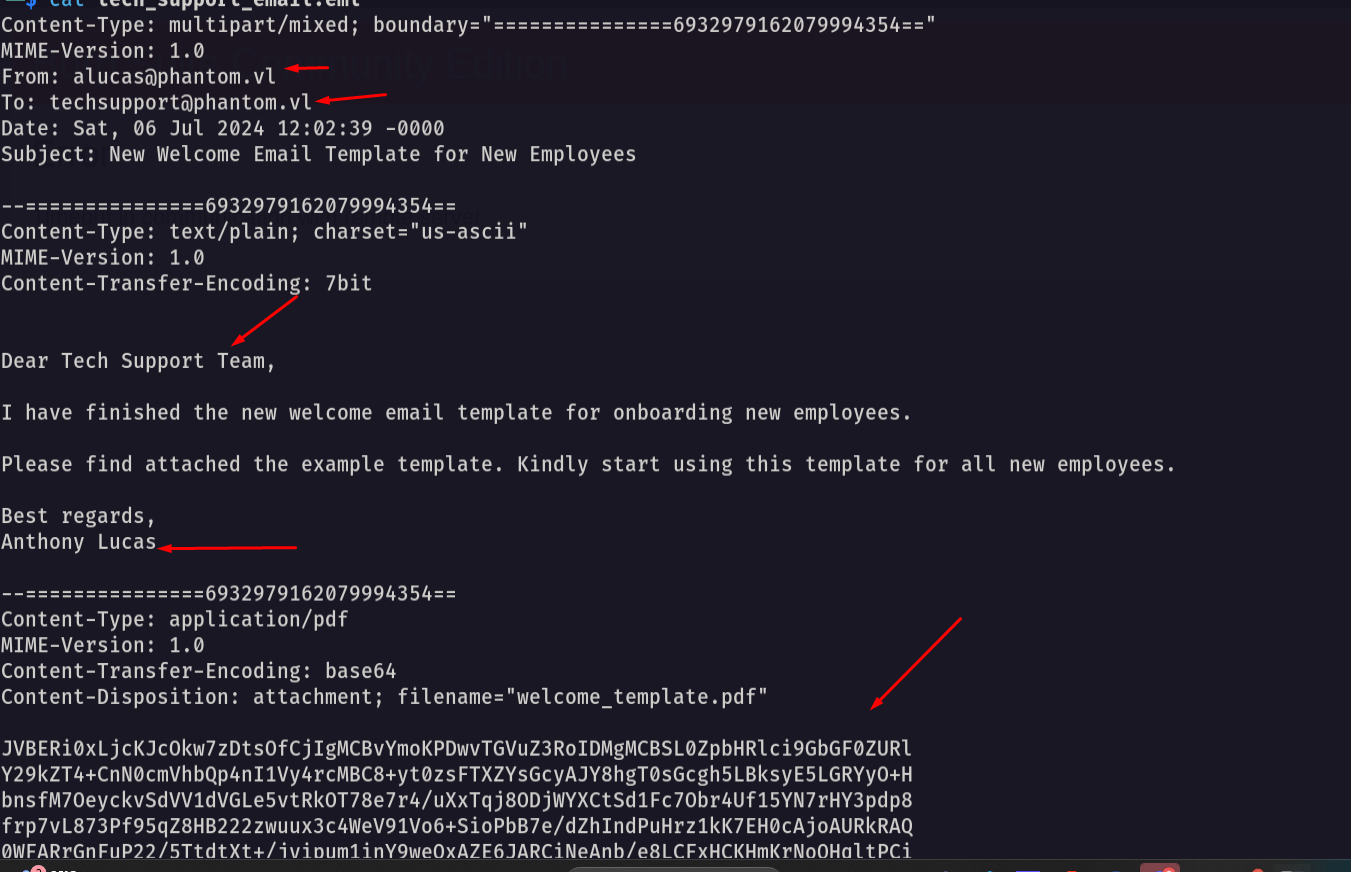 $ cat tech_support_email.eml
Content-Type: multipart/mixed; boundary="===============6932979162079994354=="
MIME-Version: 1.0
From: alucas@phantom.vl
To: techsupport@phantom.vl
Date: Sat, 06 Jul 2024 12:02:39 -0000
Subject: New Welcome Email Template for New Employees
--===============6932979162079994354==
Content-Type: text/plain; charset="us-ascii"
MIME-Version: 1.0
Content-Transfer-Encoding: 7bit
Dear Tech Support Team,
I have finished the new welcome email template for onboarding new employees.
Please find attached the example template. Kindly start using this template for all new employees.
Best regards,
Anthony Lucas
--===============6932979162079994354==
Content-Type: application/pdf
MIME-Version: 1.0
Content-Transfer-Encoding: base64
Content-Disposition: attachment; filename="welcome_template.pdf"
JVBERi0xLjcKJcOkw7zDtsOfCjIgMCBvYmoKPDwvTGVuZ3RoIDMgMCBSL0ZpbHRlci9GbGF0ZURl
Y29kZT4+CnN0cmVhbQp4nI1Vy4rcMBC8+yt0zsFTXZYsGcyAJY8hgT0sGcgh5LBksyE5LGRYyO+H
bnsfM7OeyckvSdVV1dVGLe5vtRkOT78e7r4/uXxTqj8ODjWYXCtSd1Fc7Obr4Uf15YN7rHY3pdp8
frp7vL873Pf95qZ8HB222zwuux3c4WeV91Vo6+SioPbB7e/dZhIndPuHrz1kK7EH0cAjoAURkRAQ
0WFARrGnFuP22/5TtdtXt+/jvjpum1jnY9weQxAZE6JARCiNeAnb/e8LCFxHCKHmKrNoOHqltPCi